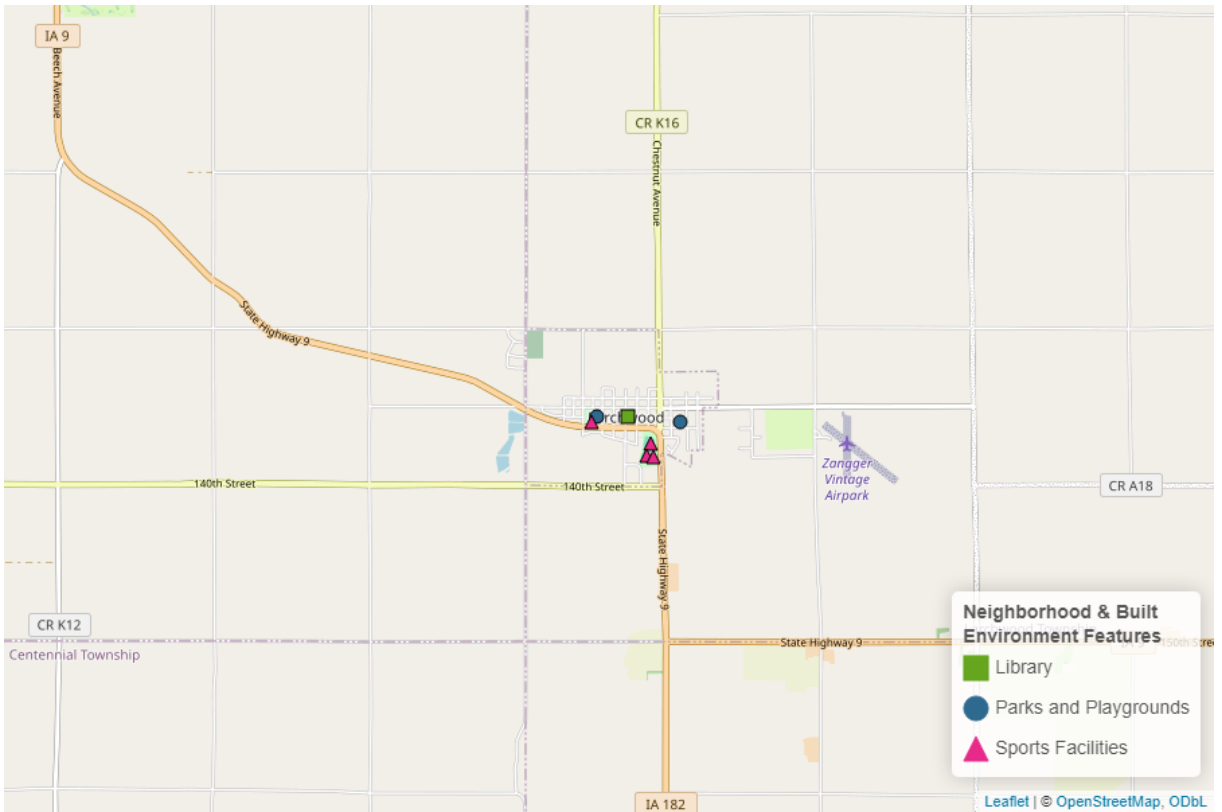 IA 9
Beech Avenue
CR K16
Chestnut Avenue
State Highway 9
140th Street
140th Street
Zangger
Vintage
Airpark
CR A18
State Highway 9
CR K12
Centennial Township
State Highway 9
IA 182
Neighborhood & Built
Environment Features
Library
Parks and Playgrounds
Sports Facilities
Leaflet | © OpenStreetMap, ODbL